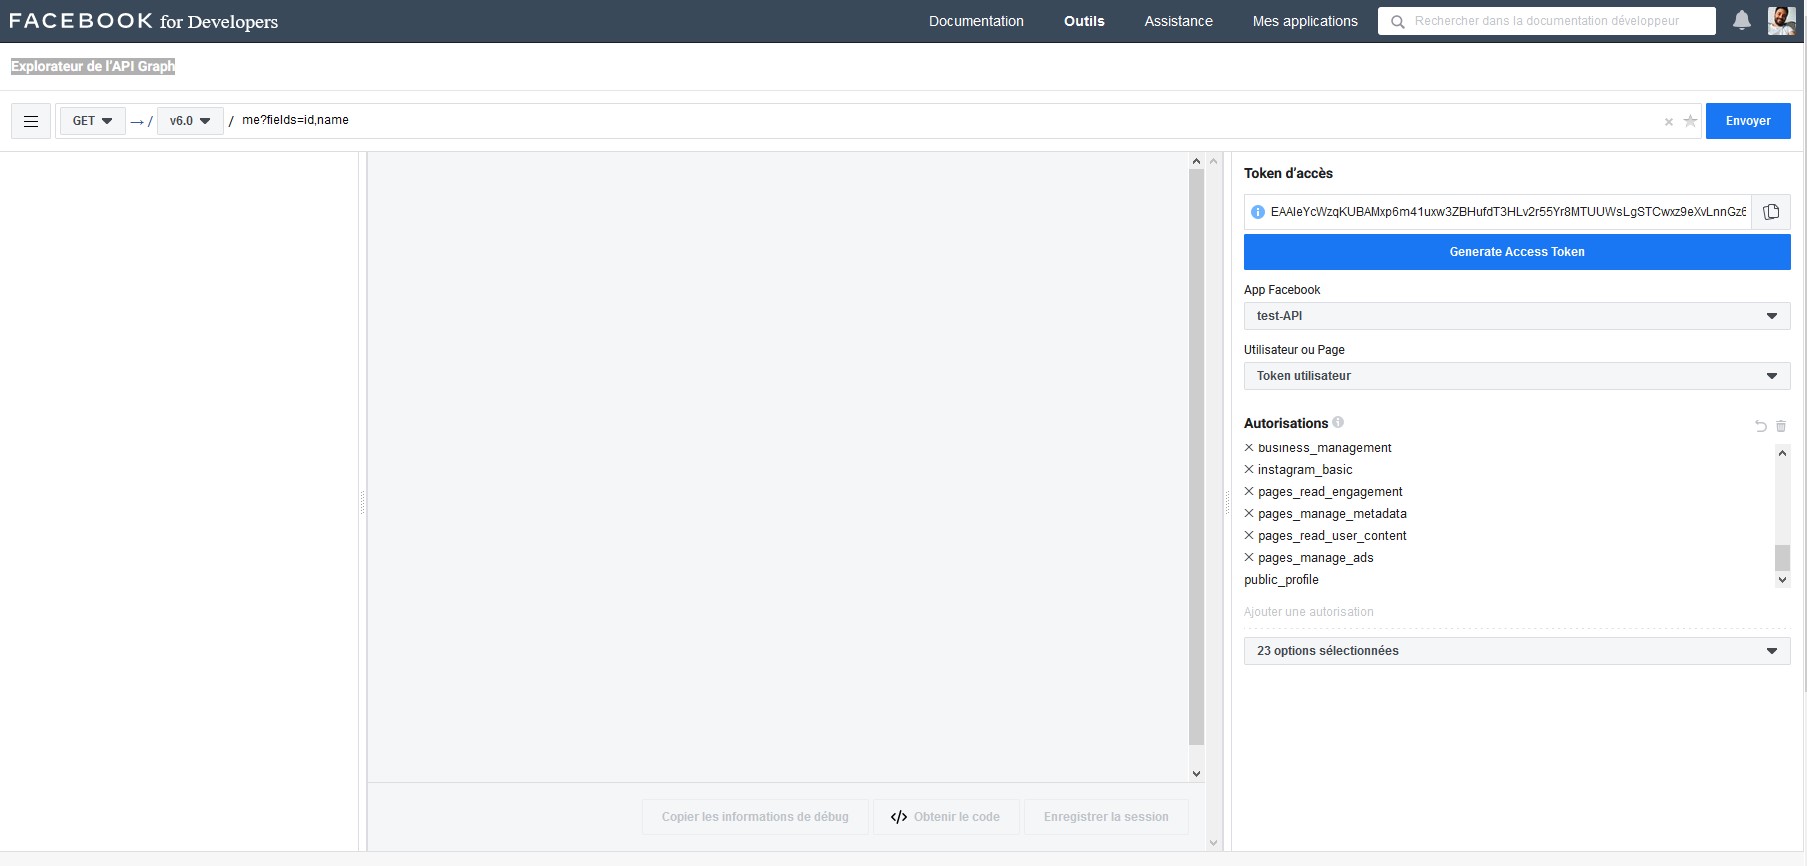 FACEBOOK for Developers
Documentation Outils Assistance Mes applications Rechercher dans la documentation développeur
Explorateur de l'API Graph
GET → / v6.0 / me?fields=id,name × Envoyer
Token d'accès
EAAIeYcWzqKUBAMxp6m41uxw3ZBHufdT3HLv2r55Yr8MTUUWsLgSTCwxz9eXvLnnGz6
Generate Access Token
App Facebook
test-API
Utilisateur ou Page
Token utilisateur
Autorisations
business_management
instagram_basic
pages_read_engagement
pages_manage_metadata
pages_read_user_content
pages_manage_ads
public_profile
Ajouter une autorisation
23 options sélectionnées
Copier les informations de débug </> Obtenir le code Enregistrer la session